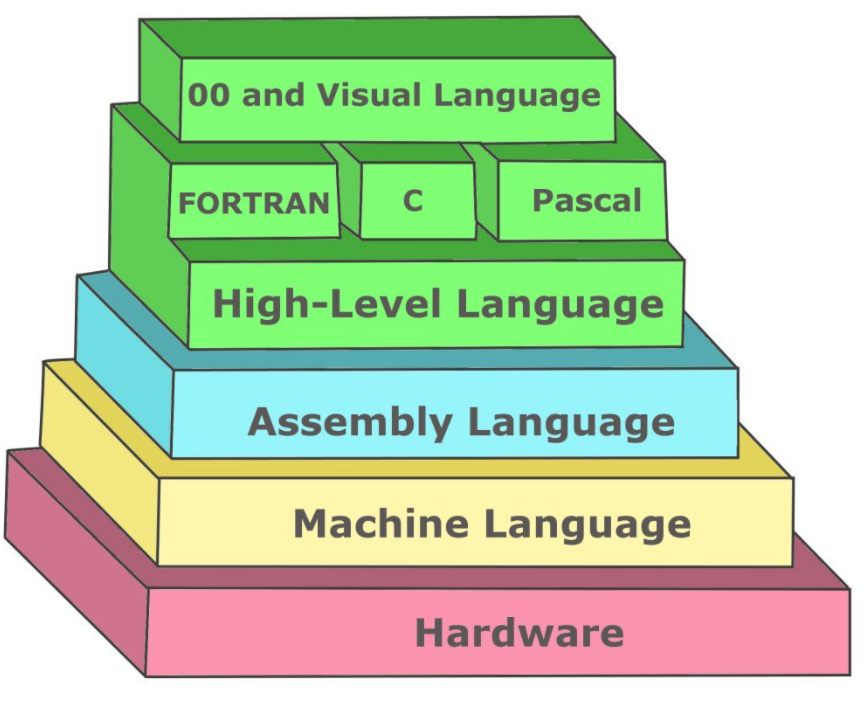 00 and Visual Language
FORTRAN C Pascal
High-Level Language
Assembly Language
Machine Language
Hardware